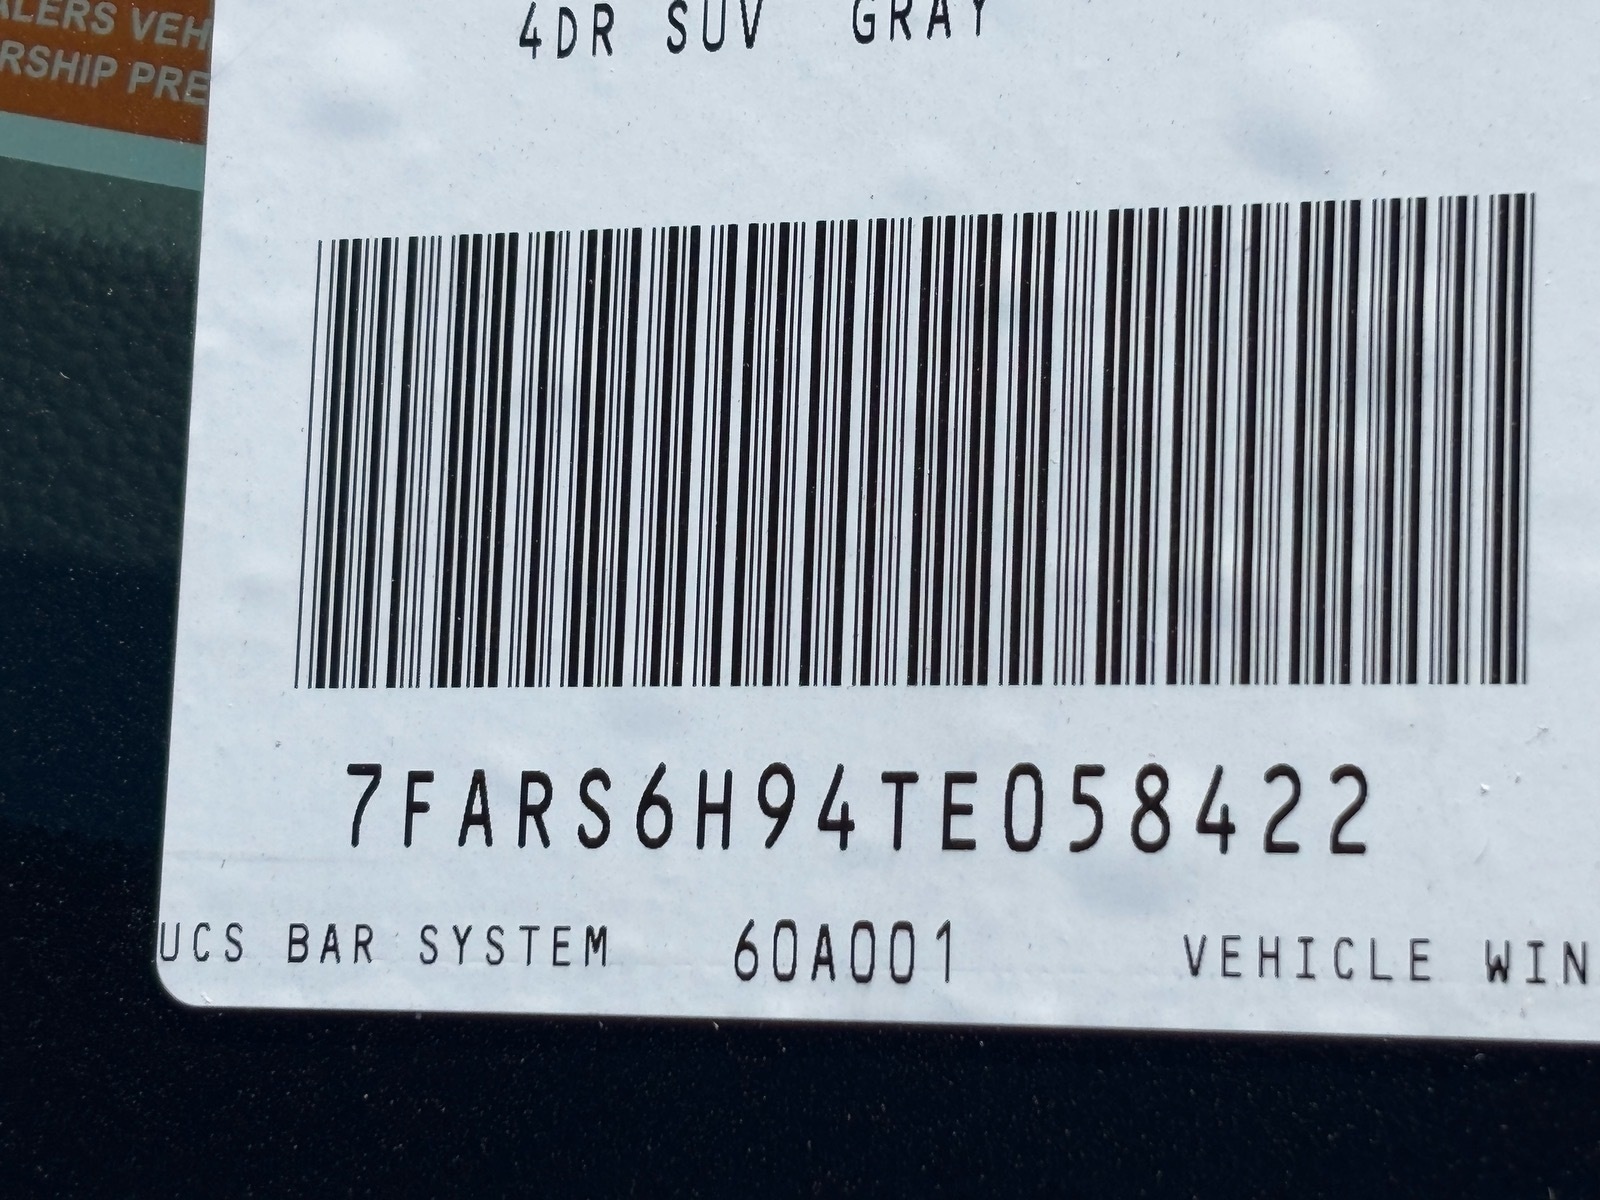 ALERS VEH
RSHIP PRE
4DR SUV GRAY
7FARS6H94TE058422
UCS BAR SYSTEM 60A001 VEHICLE WIN